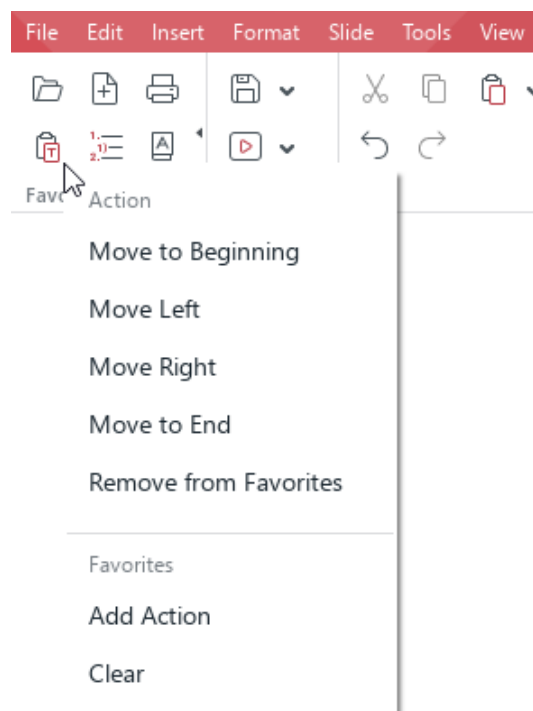 File Edit Insert Format Slide Tools View
Action
Move to Beginning
Move Left
Move Right
Move to End
Remove from Favorites
Favorites
Add Action
Clear